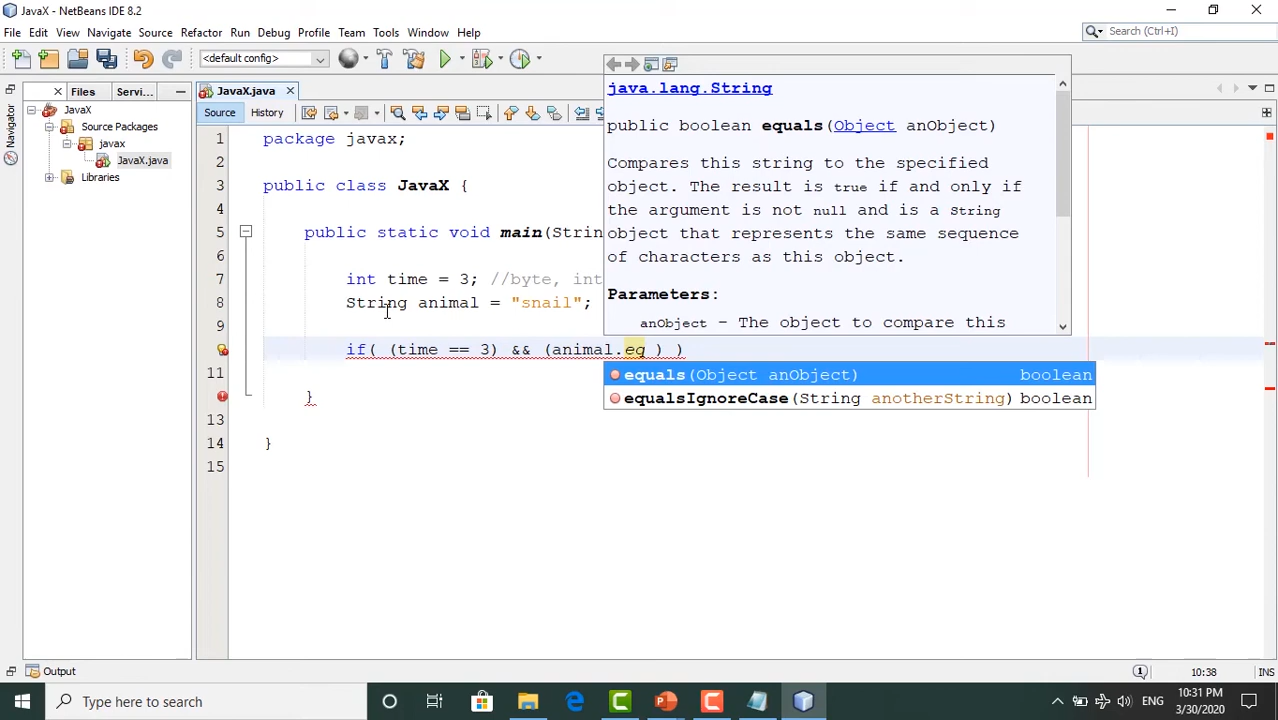 JavaX - NetBeans IDE 8.2
File Edit View Navigate Source Refactor Run Debug Profile Team Tools Window Help
Search (Ctrl+I)
<default config>
Files Servi...
JavaX.java
Navigator
JavaX
Source Packages
javax
JavaX.java
Libraries
Source History
1 package javax;
2
3 public class JavaX {
4
5 public static void main(Strin
6
7 int time = 3; //byte, int
8 String animal = "snail";
9
if( (time == 3) && (animal.eq ) )
11
}
13
14 }
15
java.lang.String
public boolean equals(Object anObject)
Compares this string to the specified
object. The result is true if and only if
the argument is not null and is a String
object that represents the same sequence
of characters as this object.
Parameters:
anObject - The object to compare this
equals(Object anObject) boolean
equalsIgnoreCase(String anotherString) boolean
Output
1
10:38 INS
Type here to search
ENG
10:31 PM
3/30/2020